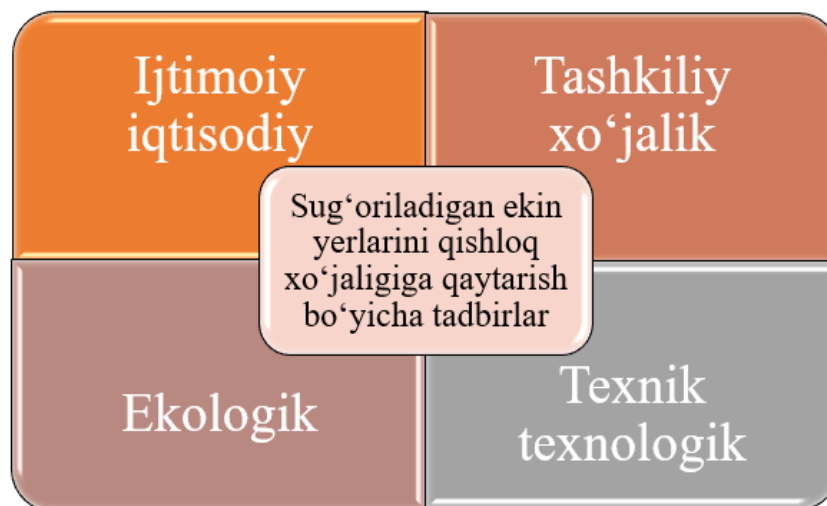 Ijtimoiy
iqtisodiy
Tashkiliy
xo‘jalik
Sug‘oriladigan ekin
yerlarini qishloq
xo‘jaligiga qaytarish
bo‘yicha tadbirlar
Ekologik
Texnik
texnologik